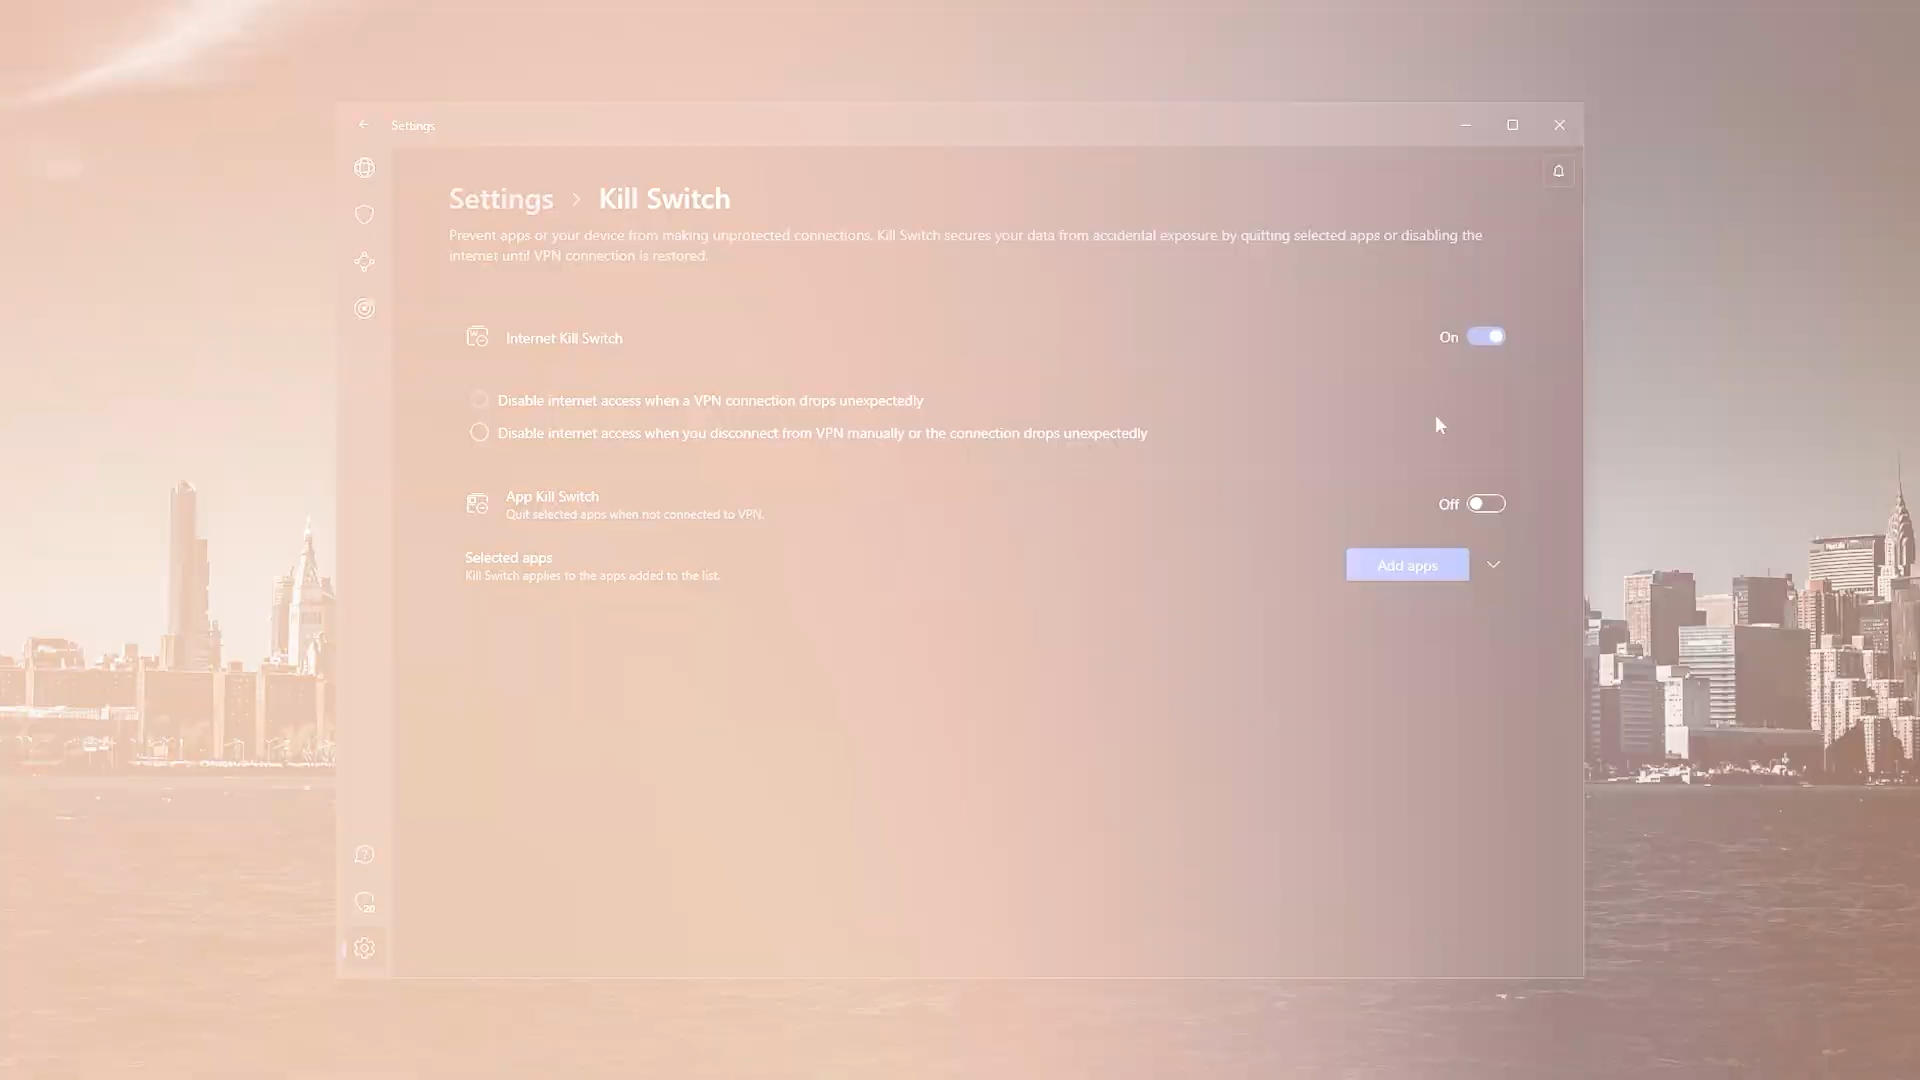 Settings
Settings > Kill Switch
Prevent apps or your device from making unprotected connections. Kill Switch secures your data from accidental exposure by quitting selected apps or disabling the
internet until VPN connection is restored.
Internet Kill Switch
On
Disable internet access when a VPN connection drops unexpectedly
Disable internet access when you disconnect from VPN manually or the connection drops unexpectedly
App Kill Switch
Off
Quit selected apps when not connected to VPN.
Selected apps
Add apps
Kill Switch applies to the apps added to the list.
MetLife
20